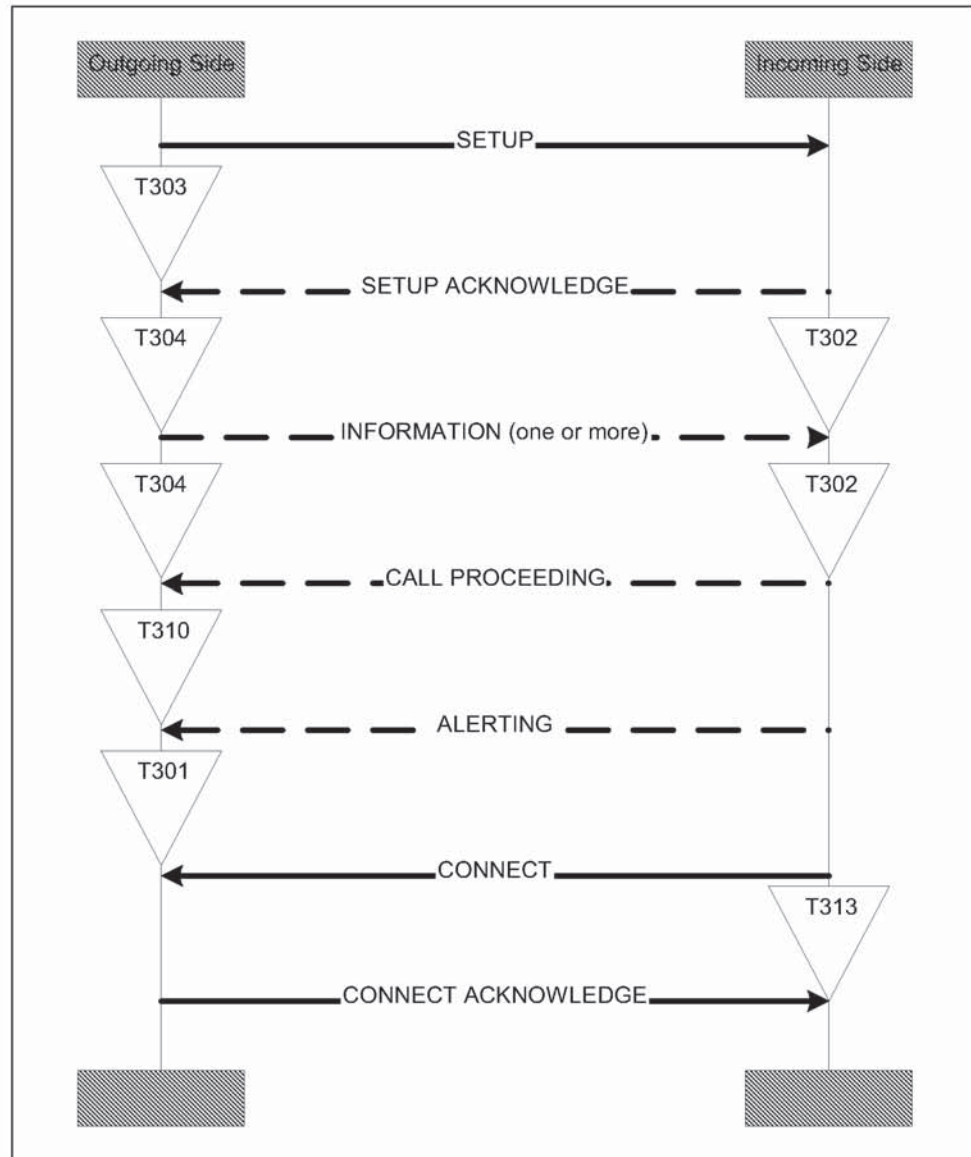 Outgoing Side
Incoming Side
SETUP
T303
SETUP ACKNOWLEDGE
T304
T302
INFORMATION (one or more)
T304
T302
CALL PROCEEDING
T310
ALERTING
T301
CONNECT
T313
CONNECT ACKNOWLEDGE